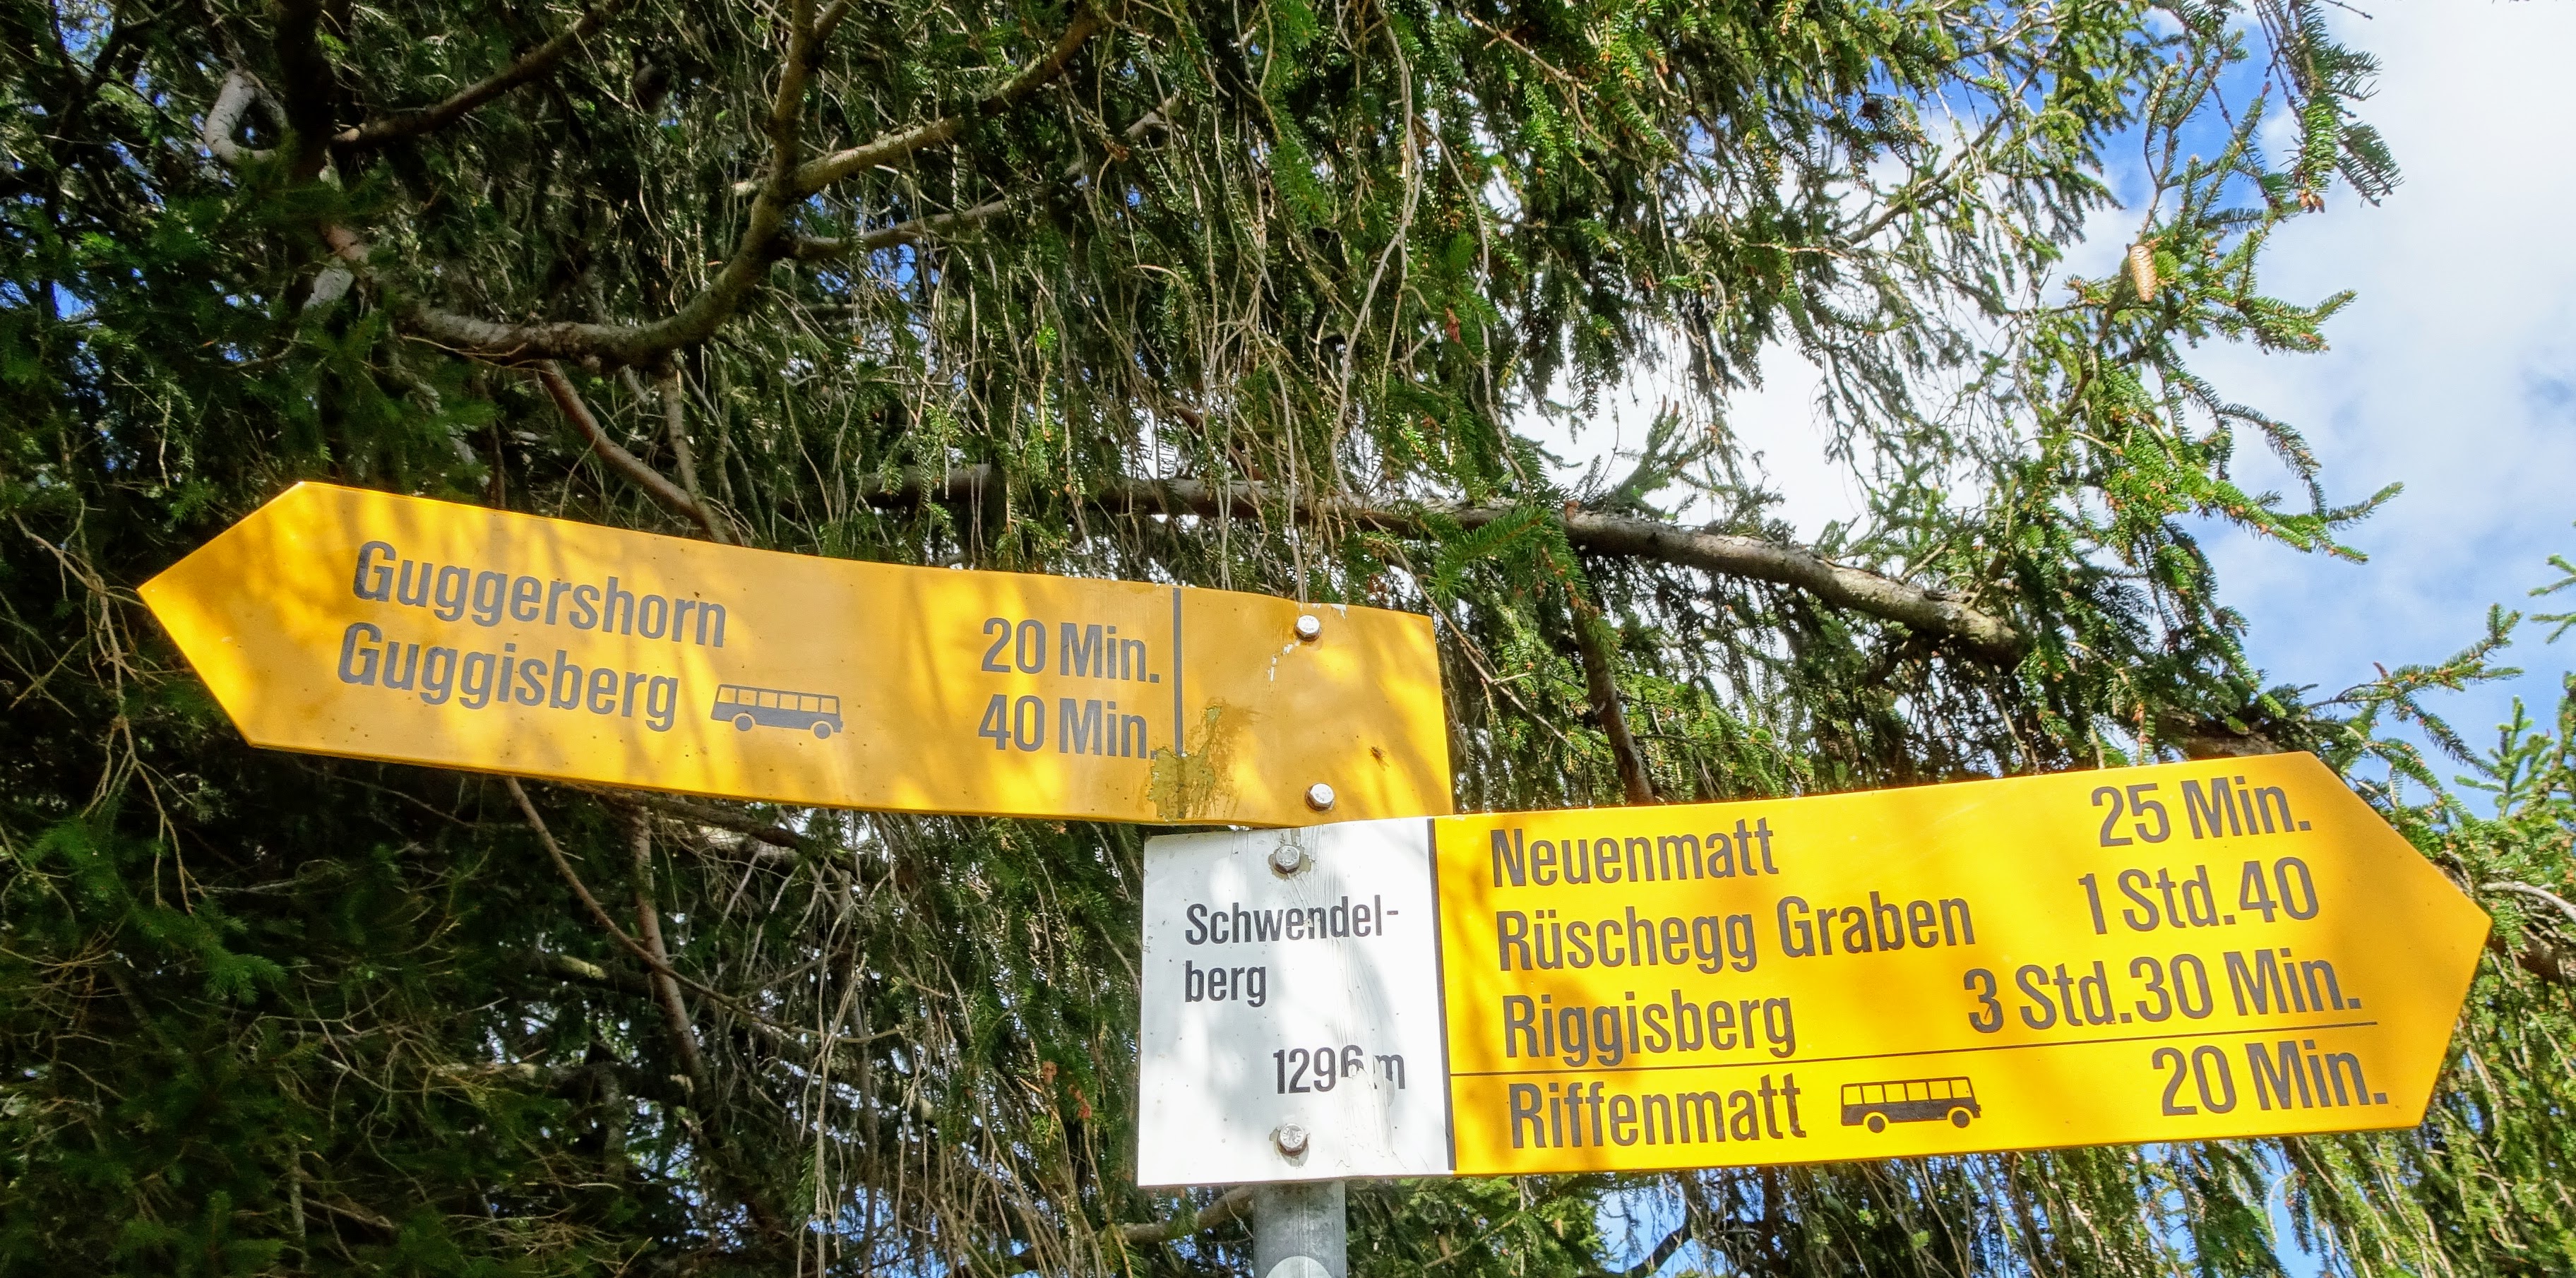 Guggershorn 20 Min.
Guggisberg 40 Min.
Schwendel-
berg
1296 m
Neuenmatt 25 Min.
Rüschegg Graben 1 Std.40
Riggisberg 3 Std.30 Min.
Riffenmatt 20 Min.